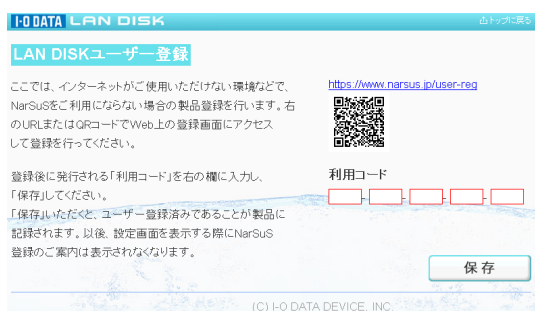 I-O DATA LAN DISK
凸トップに戻る
LAN DISKユーザー登録
ここでは、インターネットがご使用いただけない環境などで、
NarSuSをご利用にならない場合の製品登録を行います。右
のURLまたはQRコードでWeb上の登録画面にアクセス
して登録を行ってください。
登録後に発行される「利用コード」を右の欄に入力し、
「保存」してください。
「保存」いただくと、ユーザー登録済みであることが製品に
記録されます。以後、設定画面を表示する際にNarSuS
登録のご案内は表示されなくなります。
https://www.narsus.jp/user-reg
利用コード
- - - -
保存
(C) I-O DATA DEVICE, INC.